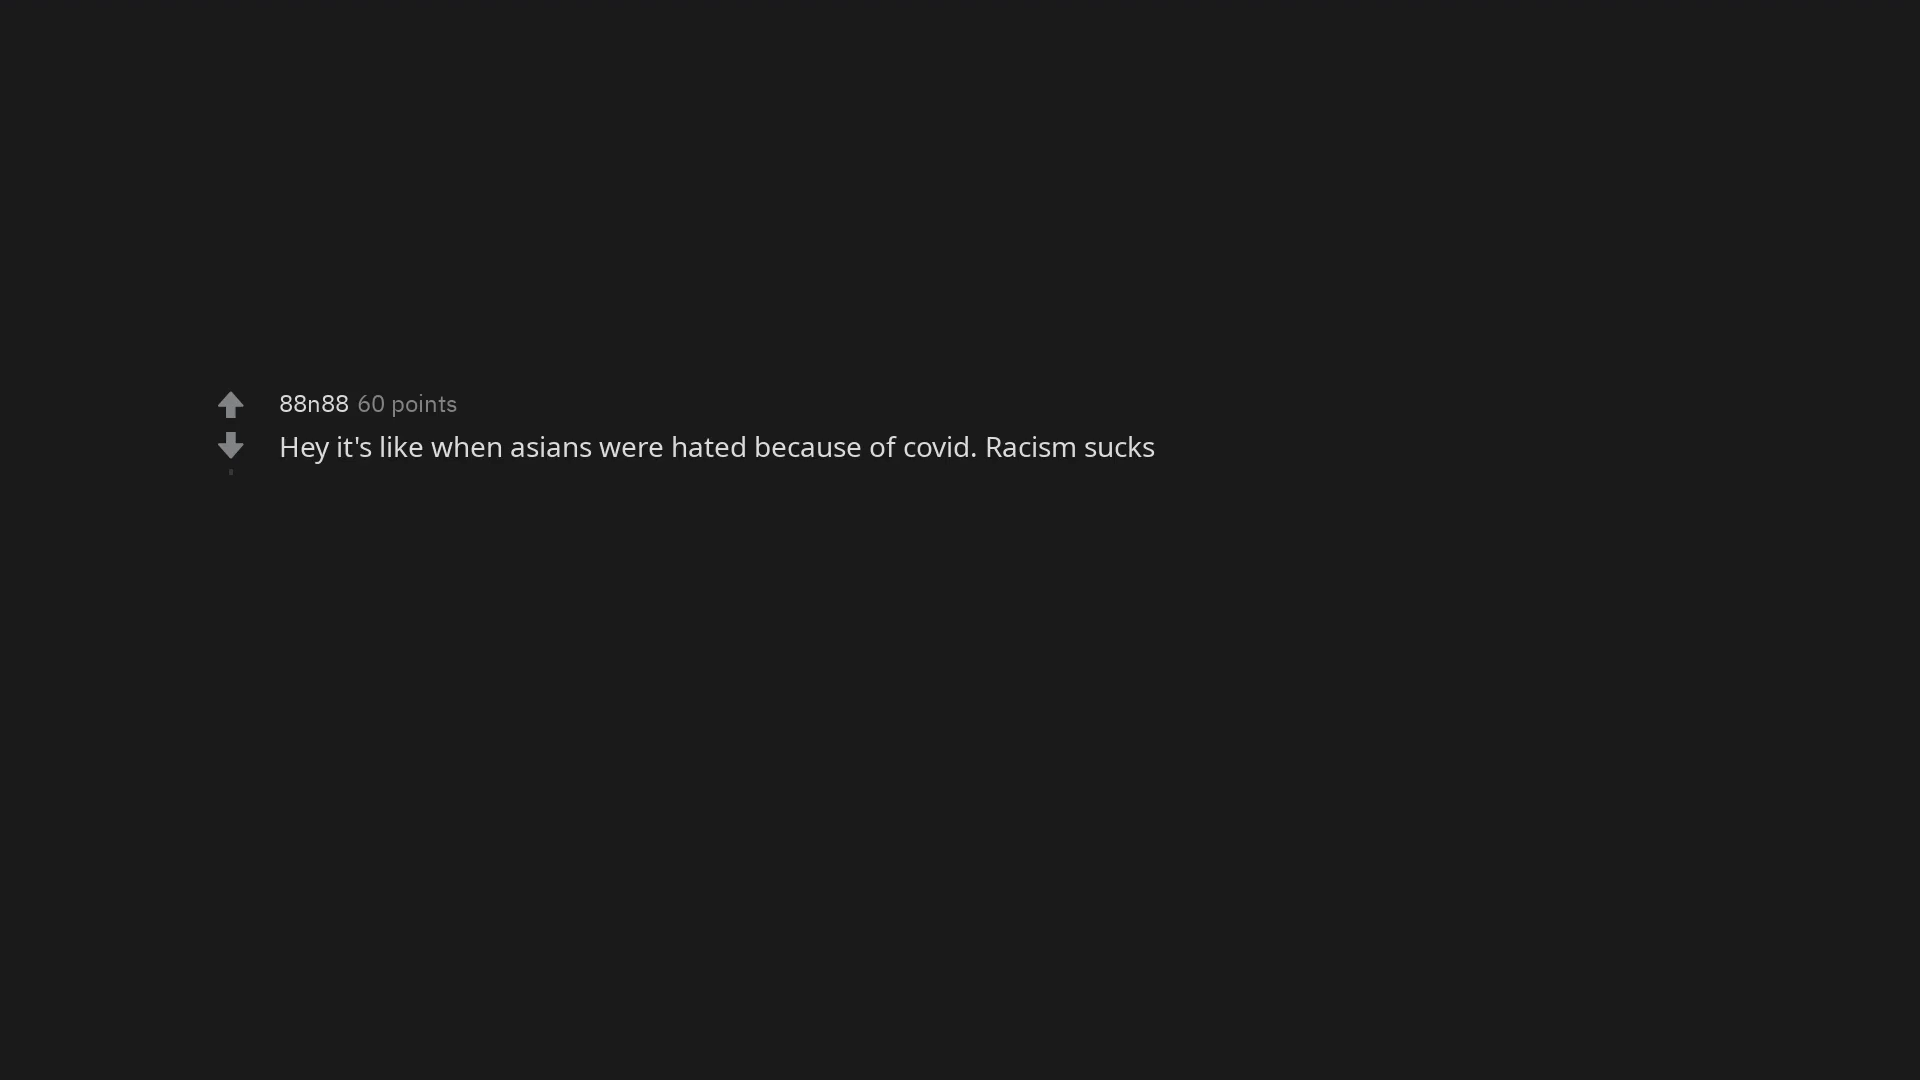 88n88 60 points
Hey it's like when asians were hated because of covid. Racism sucks